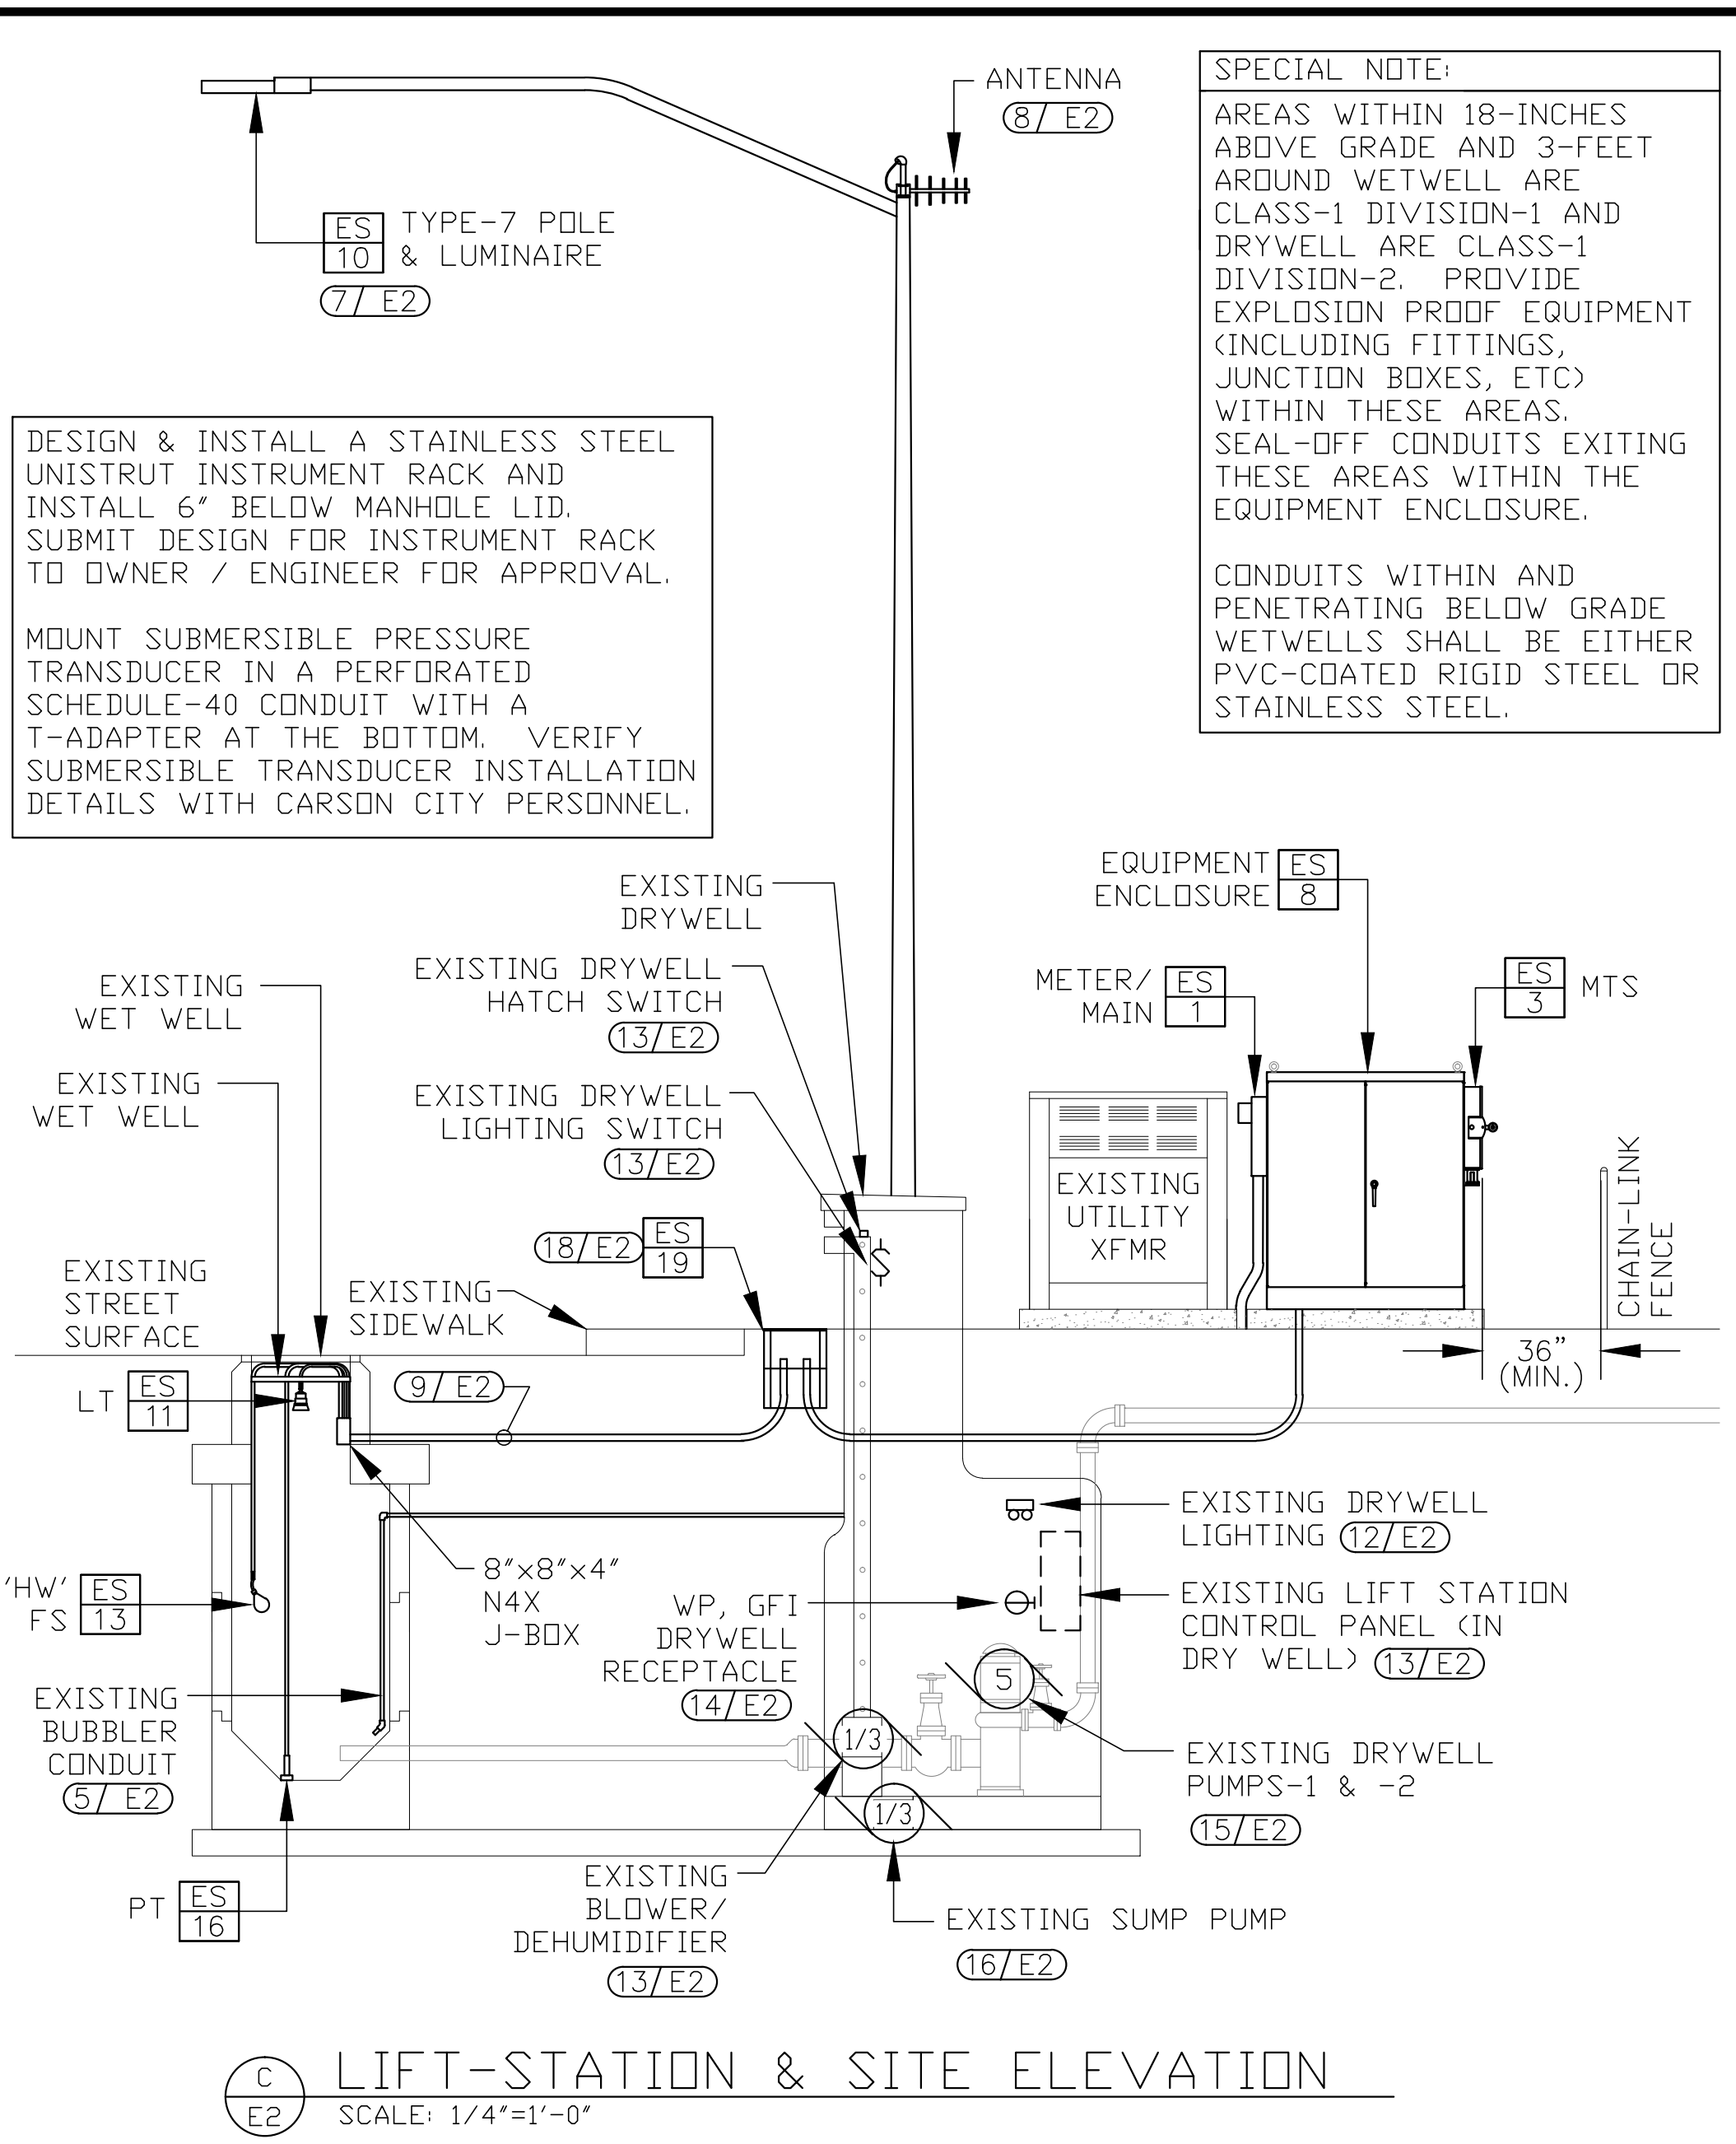 ANTENNA
8/ E2
ES
10
TYPE-7 POLE
& LUMINAIRE
7/ E2
SPECIAL NOTE:
AREAS WITHIN 18-INCHES
ABOVE GRADE AND 3-FEET
AROUND WETWELL ARE
CLASS-1 DIVISION-1 AND
DRYWELL ARE CLASS-1
DIVISION-2. PROVIDE
EXPLOSION PROOF EQUIPMENT
(INCLUDING FITTINGS,
JUNCTION BOXES, ETC)
WITHIN THESE AREAS.
SEAL-OFF CONDUITS EXITING
THESE AREAS WITHIN THE
EQUIPMENT ENCLOSURE.
CONDUITS WITHIN AND
PENETRATING BELOW GRADE
WETWELLS SHALL BE EITHER
PVC-COATED RIGID STEEL OR
STAINLESS STEEL.
DESIGN & INSTALL A STAINLESS STEEL
UNISTRUT INSTRUMENT RACK AND
INSTALL 6" BELOW MANHOLE LID.
SUBMIT DESIGN FOR INSTRUMENT RACK
TO OWNER / ENGINEER FOR APPROVAL.
MOUNT SUBMERSIBLE PRESSURE
TRANSDUCER IN A PERFORATED
SCHEDULE-40 CONDUIT WITH A
T-ADAPTER AT THE BOTTOM. VERIFY
SUBMERSIBLE TRANSDUCER INSTALLATION
DETAILS WITH CARSON CITY PERSONNEL.
EXISTING
DRYWELL
EXISTING DRYWELL
HATCH SWITCH
13/ E2
EXISTING DRYWELL
LIGHTING SWITCH
13/ E2
EXISTING
WET WELL
EXISTING
WET WELL
EQUIPMENT
ENCLOSURE
ES
8
METER/
MAIN
ES
1
ES
3
MTS
EXISTING
UTILITY
XFMR
CHAIN-LINK
FENCE
36"
(MIN.)
18/ E2
ES
19
EXISTING
STREET
SURFACE
EXISTING
SIDEWALK
LT
ES
11
9/ E2
8"x8"x4"
N4X
J-BOX
'HW'
FS
ES
13
EXISTING
BUBBLER
CONDUIT
5/ E2
PT
ES
16
WP, GFI
DRYWELL
RECEPTACLE
14/ E2
EXISTING DRYWELL
LIGHTING
12/ E2
EXISTING LIFT STATION
CONTROL PANEL (IN
DRY WELL)
13/ E2
5
1/3
1/3
EXISTING DRYWELL
PUMPS-1 & -2
15/ E2
EXISTING
BLOWER/
DEHUMIDIFIER
13/ E2
EXISTING SUMP PUMP
16/ E2
C
E2
LIFT-STATION & SITE ELEVATION
SCALE: 1/4"=1'-0"